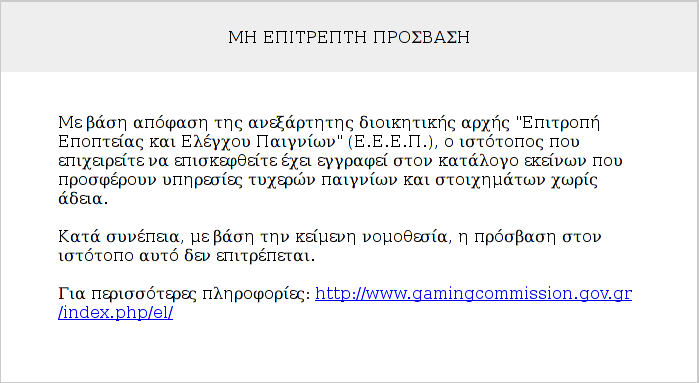 ΜΗ ΕΠΙΤΡΕΠΤΗ ΠΡΟΣΒΑΣΗ
Με βάση απόφαση της ανεξάρτητης διοικητικής αρχής "Επιτροπή
Εποπτείας και Ελέγχου Παιγνίων" (Ε.Ε.Ε.Π.), ο ιστότοπος που
επιχειρείτε να επισκεφθείτε έχει εγγραφεί στον κατάλογο εκείνων που
προσφέρουν υπηρεσίες τυχερών παιγνίων και στοιχημάτων χωρίς
άδεια.
Κατά συνέπεια, με βάση την κείμενη νομοθεσία, η πρόσβαση στον
ιστότοπο αυτό δεν επιτρέπεται.
Για περισσότερες πληροφορίες: http://www.gamingcommission.gov.gr
/index.php/el/